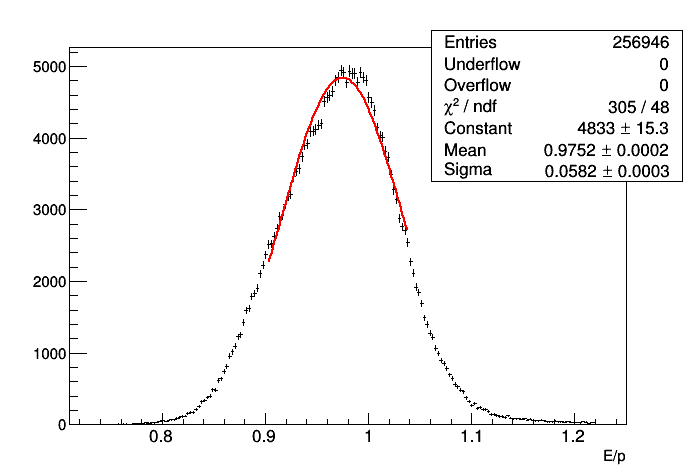 Entries 256946
Underflow 0
Overflow 0
χ² / ndf 305 / 48
Constant 4833 ± 15.3
Mean 0.9752 ± 0.0002
Sigma 0.0582 ± 0.0003
5000
4000
3000
2000
1000
0
0.8 0.9 1 1.1 1.2
E/p